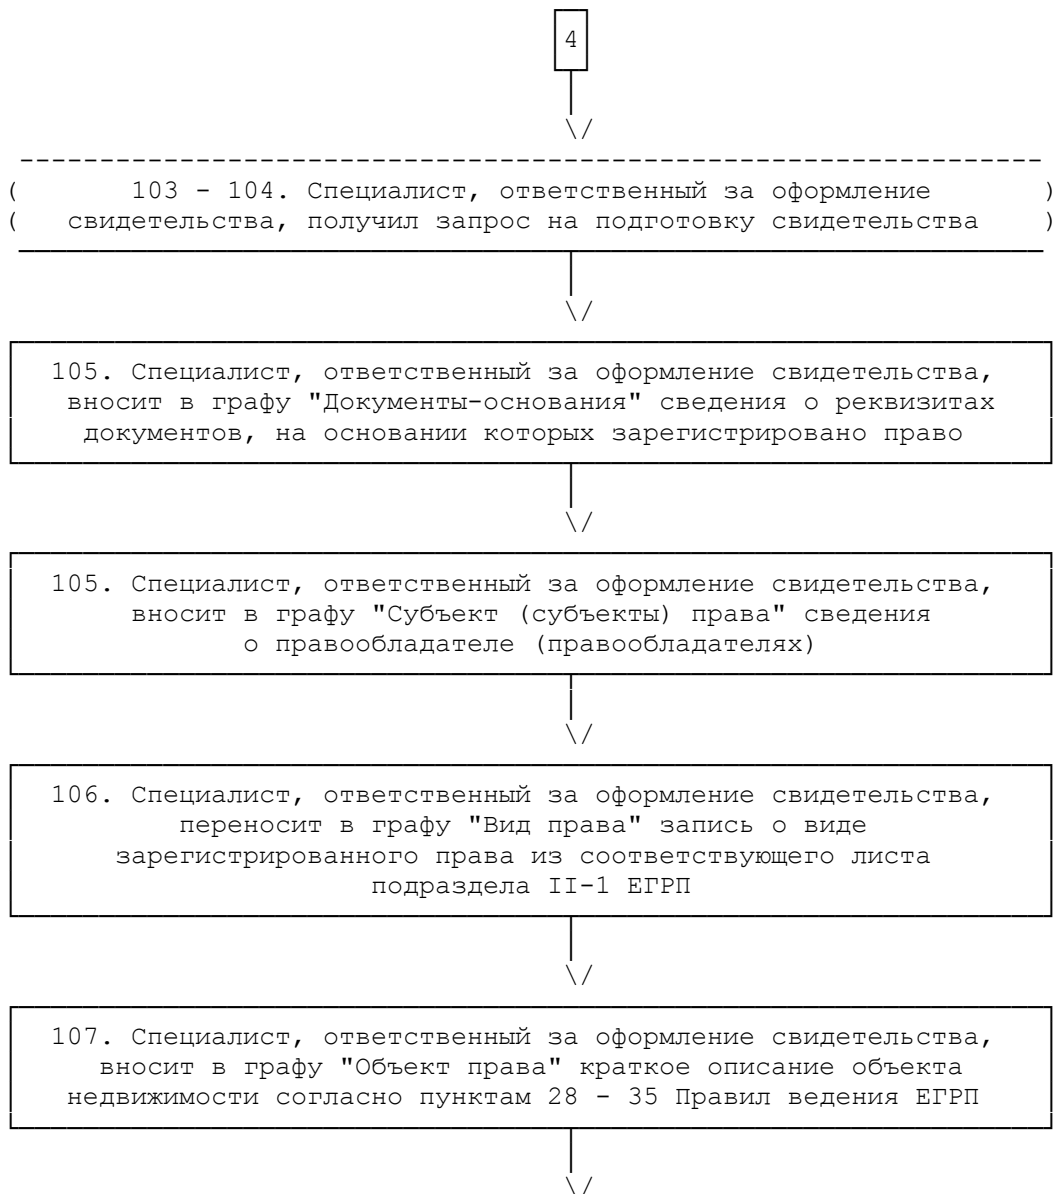 4
103 - 104. Специалист, ответственный за оформление
свидетельства, получил запрос на подготовку свидетельства
105. Специалист, ответственный за оформление свидетельства,
вносит в графу "Документы-основания" сведения о реквизитах
документов, на основании которых зарегистрировано право
105. Специалист, ответственный за оформление свидетельства,
вносит в графу "Субъект (субъекты) права" сведения
о правообладателе (правообладателях)
106. Специалист, ответственный за оформление свидетельства,
переносит в графу "Вид права" запись о виде
зарегистрированного права из соответствующего листа
подраздела II-1 ЕГРП
107. Специалист, ответственный за оформление свидетельства,
вносит в графу "Объект права" краткое описание объекта
недвижимости согласно пунктам 28 - 35 Правил ведения ЕГРП